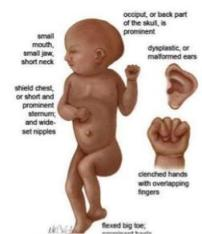 occiput, or back part
of the skull, is
prominent
small
mouth,
small jaw,
short neck
dysplastic, or
malformed ears
shield chest,
or short and
prominent
sternum;
and wide-
set nipples
clenched hands
with overlapping
fingers
flexed big toe;
prominent heels